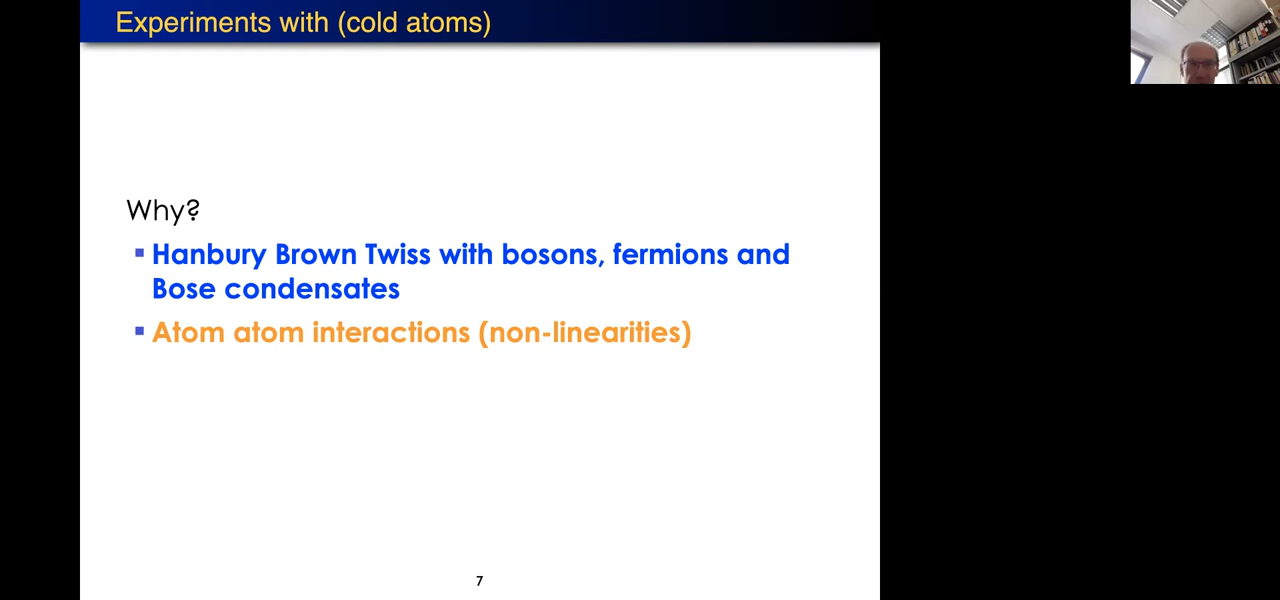 Experiments with (cold atoms)
Why?
Hanbury Brown Twiss with bosons, fermions and
Bose condensates
Atom atom interactions (non-linearities)
7